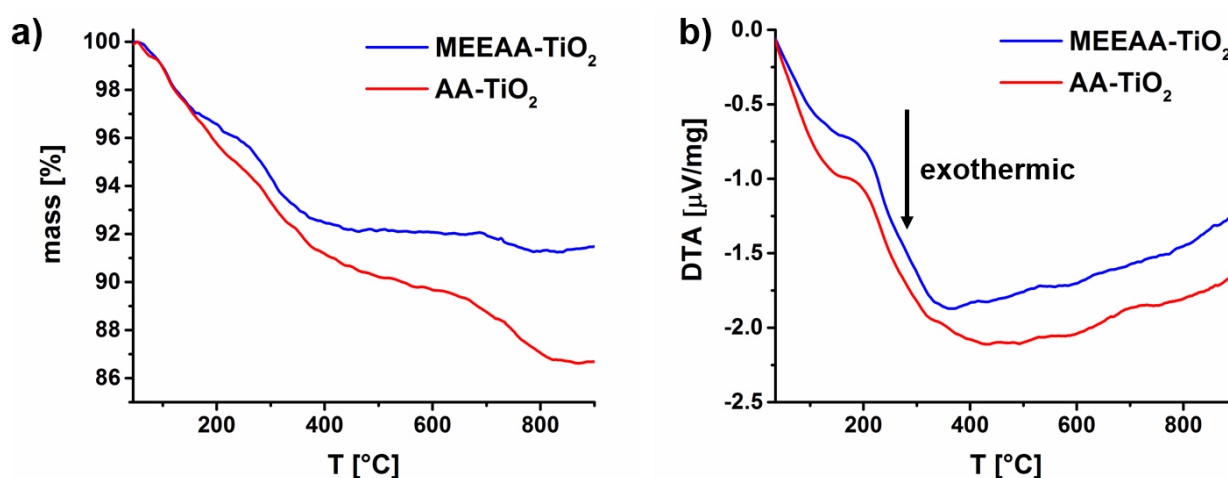 a)
MEEAA-TiO₂
AA-TiO₂
mass [%]
100
98
96
94
92
90
88
86
200 400 600 800
T [°C]
b)
MEEAA-TiO₂
AA-TiO₂
exothermic
DTA [µV/mg]
0.0
-0.5
-1.0
-1.5
-2.0
-2.5
200 400 600 800
T [°C]